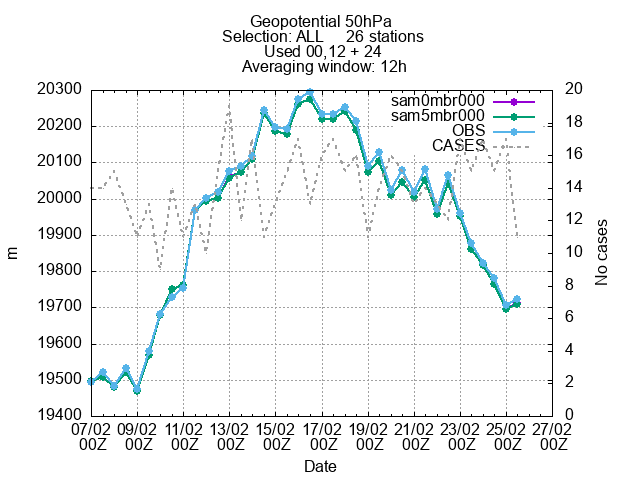 Geopotential 50hPa
Selection: ALL 26 stations
Used 00,12 + 24
Averaging window: 12h
sam0mbr000
sam5mbr000
OBS
CASES
20300
20200
20100
20000
19900
19800
19700
19600
19500
19400
m
20
18
16
14
12
10
8
6
4
2
0
No cases
07/02 09/02 11/02 13/02 15/02 17/02 19/02 21/02 23/02 25/02 27/02
00Z 00Z 00Z 00Z 00Z 00Z 00Z 00Z 00Z 00Z 00Z
Date